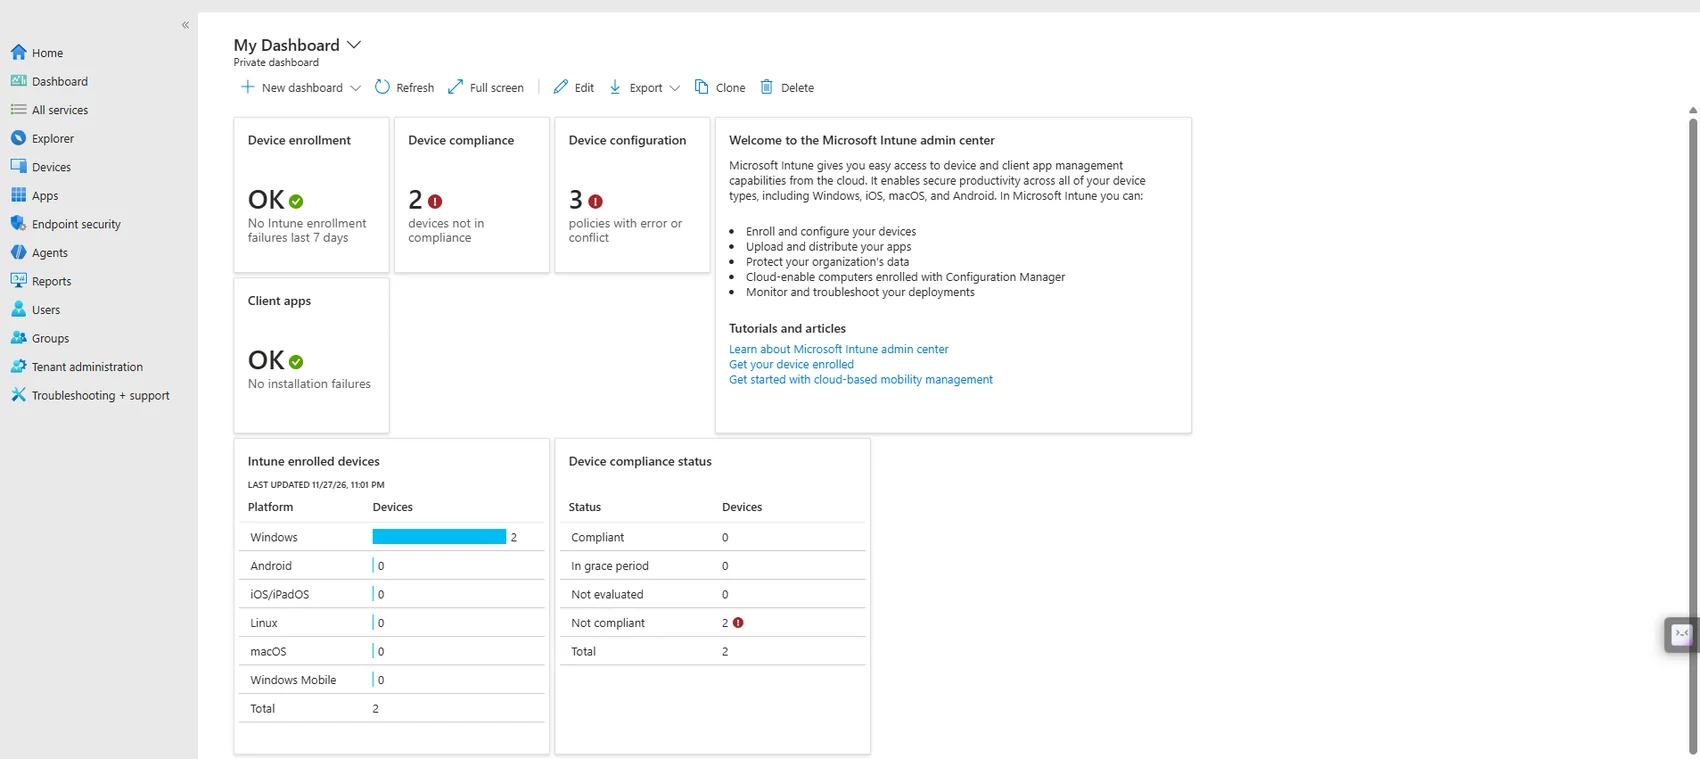 «
Home
Dashboard
All services
Explorer
Devices
Apps
Endpoint security
Agents
Reports
Users
Groups
Tenant administration
Troubleshooting + support
My Dashboard
Private dashboard
New dashboard
Refresh
Full screen
Edit
Export
Clone
Delete
Device enrollment
OK
No Intune enrollment
failures last 7 days
Device compliance
2
devices not in
compliance
Device configuration
3
policies with error or
conflict
Welcome to the Microsoft Intune admin center
Microsoft Intune gives you easy access to device and client app management
capabilities from the cloud. It enables secure productivity across all of your device
types, including Windows, iOS, macOS, and Android. In Microsoft Intune you can:
• Enroll and configure your devices
• Upload and distribute your apps
• Protect your organization's data
• Cloud-enable computers enrolled with Configuration Manager
• Monitor and troubleshoot your deployments
Tutorials and articles
Learn about Microsoft Intune admin center
Get your device enrolled
Get started with cloud-based mobility management
Client apps
OK
No installation failures
Intune enrolled devices
LAST UPDATED 11/27/26, 11:01 PM
Platform Devices
Windows 2
Android 0
iOS/iPadOS 0
Linux 0
macOS 0
Windows Mobile 0
Total 2
Device compliance status
Status Devices
Compliant 0
In grace period 0
Not evaluated 0
Not compliant 2
Total 2